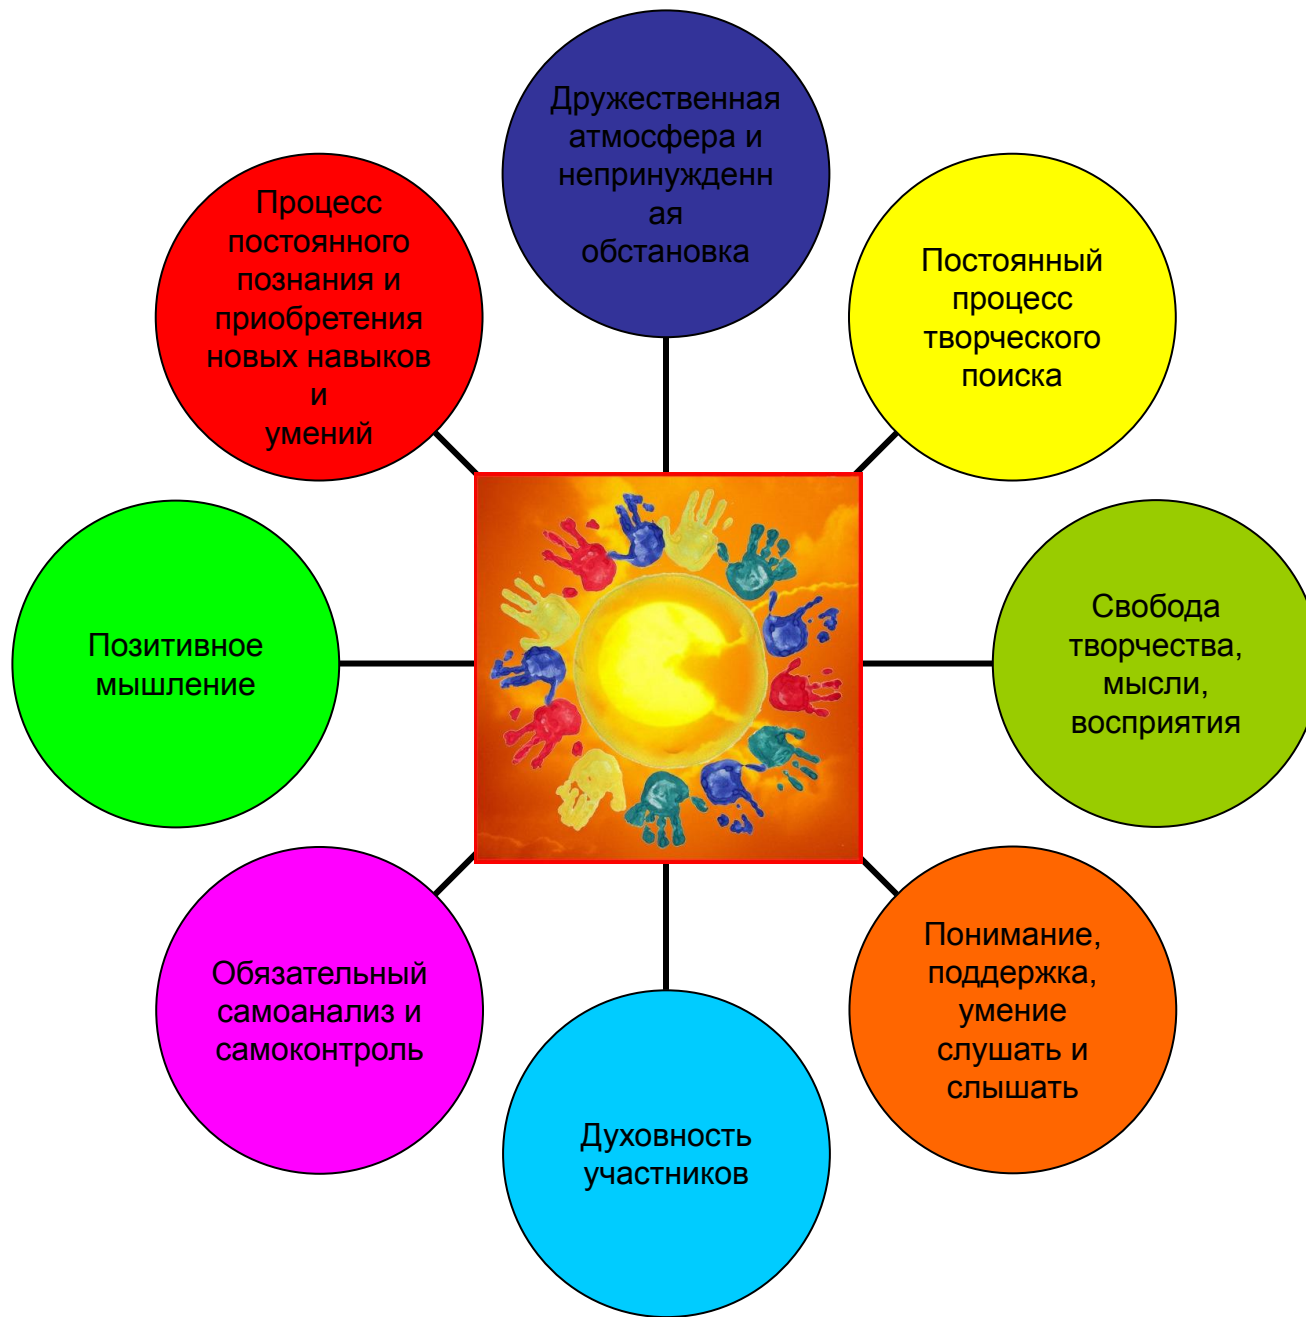 Дружественная
атмосфера и
непринужденн
ая
обстановка
Постоянный
процесс
творческого
поиска
Свобода
творчества,
мысли,
восприятия
Понимание,
поддержка,
умение
слушать и
слышать
Духовность
участников
Обязательный
самоанализ и
самоконтроль
Позитивное
мышление
Процесс
постоянного
познания и
приобретения
новых навыков
и
умений